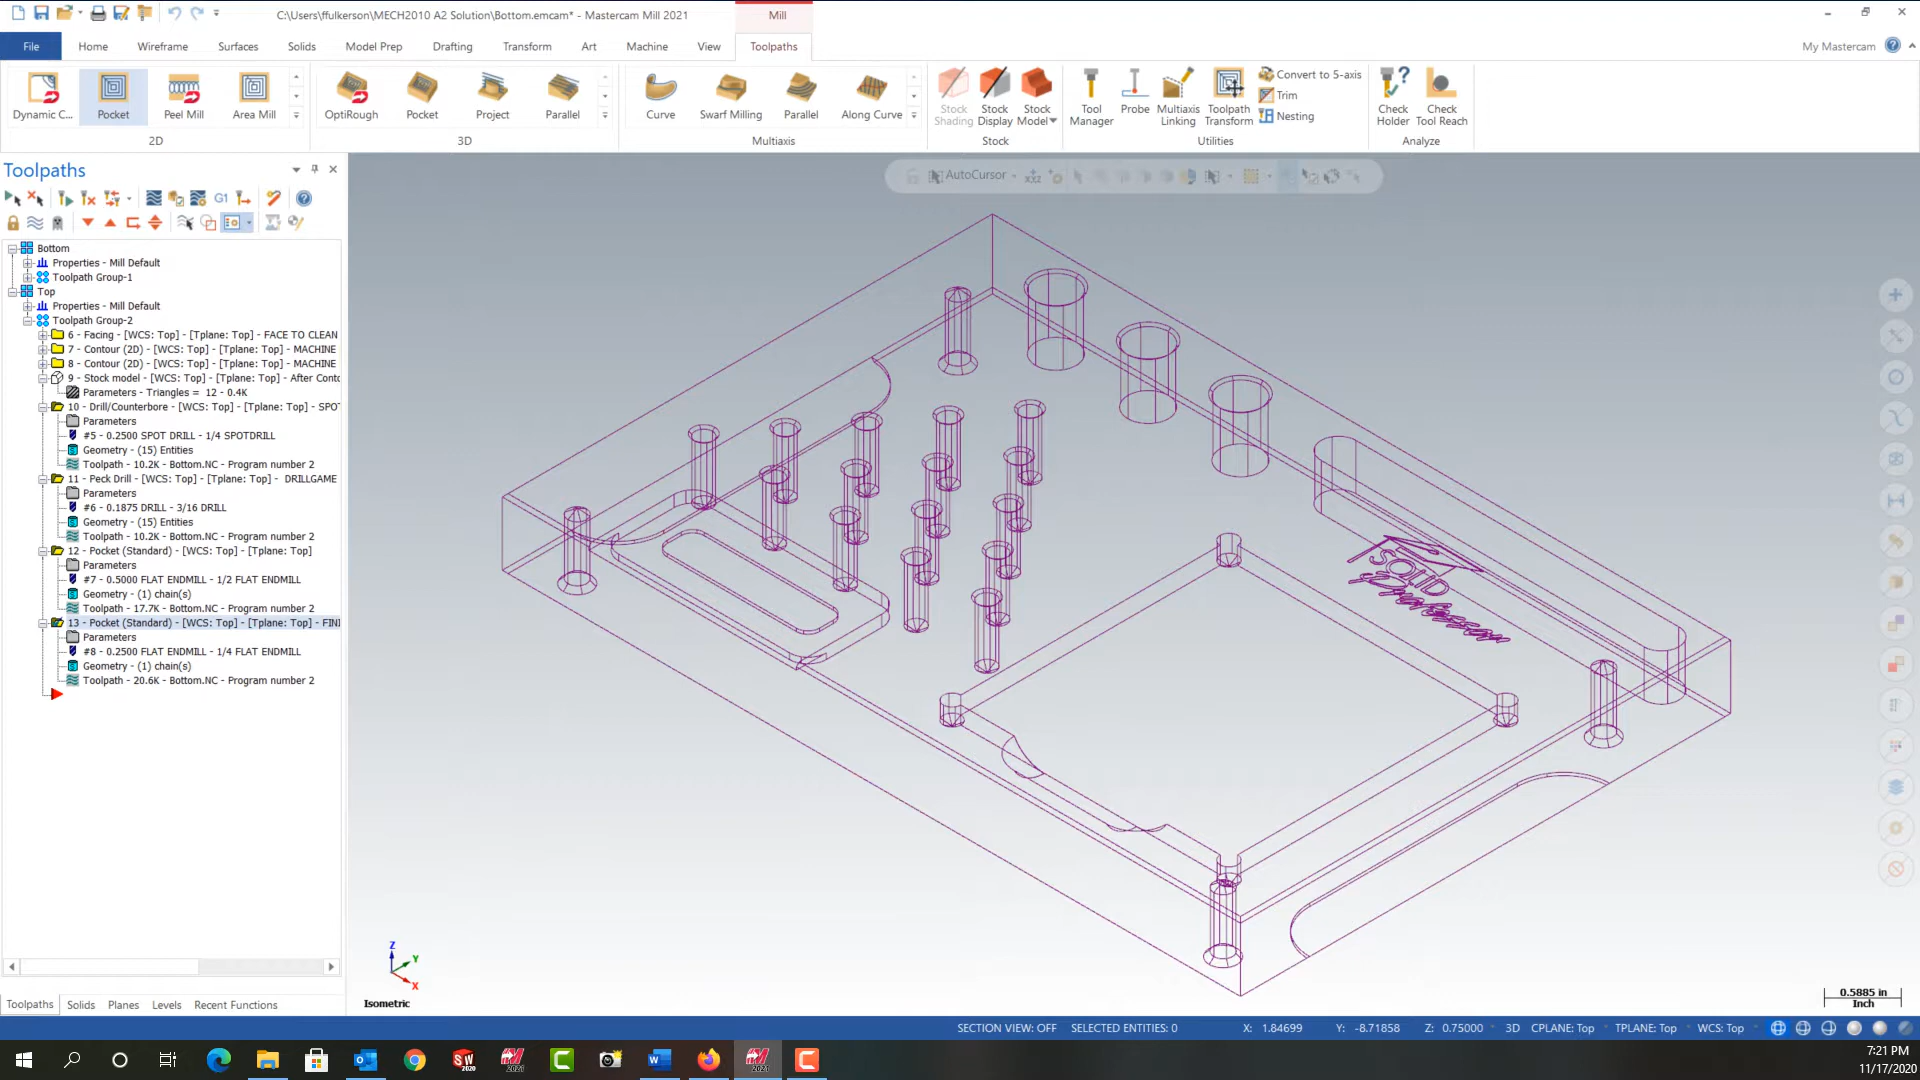 C:\Users\ffulkerson\MECH2010 A2 Solution\Bottom.emcam* - Mastercam Mill 2021
Mill
File
Home
Wireframe
Surfaces
Solids
Model Prep
Drafting
Transform
Art
Machine
View
Toolpaths
My Mastercam
Dynamic C...
Pocket
Peel Mill
Area Mill
2D
OptiRough
Pocket
Project
Parallel
3D
Curve
Swarf Milling
Parallel
Along Curve
Multiaxis
Stock Shading
Stock Display
Stock Model
Stock
Tool Manager
Probe
Multiaxis Linking
Toolpath Transform
Convert to 5-axis
Trim
Nesting
Utilities
Check Holder
Check Tool Reach
Analyze
Toolpaths
G1
AutoCursor
Bottom
Properties - Mill Default
Toolpath Group-1
Top
Properties - Mill Default
Toolpath Group-2
6 - Facing - [WCS: Top] - [Tplane: Top] - FACE TO CLEAN
7 - Contour (2D) - [WCS: Top] - [Tplane: Top] - MACHINE
8 - Contour (2D) - [WCS: Top] - [Tplane: Top] - MACHINE
9 - Stock model - [WCS: Top] - [Tplane: Top] - After Conto
Parameters - Triangles = 12 - 0.4K
10 - Drill/Counterbore - [WCS: Top] - [Tplane: Top] - SPOT
Parameters
#5 - 0.2500 SPOT DRILL - 1/4 SPOTDRILL
Geometry - (15) Entities
Toolpath - 10.2K - Bottom.NC - Program number 2
11 - Peck Drill - [WCS: Top] - [Tplane: Top] - DRILLGAME
Parameters
#6 - 0.1875 DRILL - 3/16 DRILL
Geometry - (15) Entities
Toolpath - 10.2K - Bottom.NC - Program number 2
12 - Pocket (Standard) - [WCS: Top] - [Tplane: Top]
Parameters
#7 - 0.5000 FLAT ENDMILL - 1/2 FLAT ENDMILL
Geometry - (1) chain(s)
Toolpath - 17.7K - Bottom.NC - Program number 2
13 - Pocket (Standard) - [WCS: Top] - [Tplane: Top] - FINI
Parameters
#8 - 0.2500 FLAT ENDMILL - 1/4 FLAT ENDMILL
Geometry - (1) chain(s)
Toolpath - 20.6K - Bottom.NC - Program number 2
SOLID
Professor
Z
Y
X
Isometric
0.5885 in
Inch
Toolpaths
Solids
Planes
Levels
Recent Functions
SECTION VIEW: OFF
SELECTED ENTITIES: 0
X: 1.84699
Y: -8.71858
Z: 0.75000
3D
CPLANE: Top
TPLANE: Top
WCS: Top
7:21 PM
11/17/2020